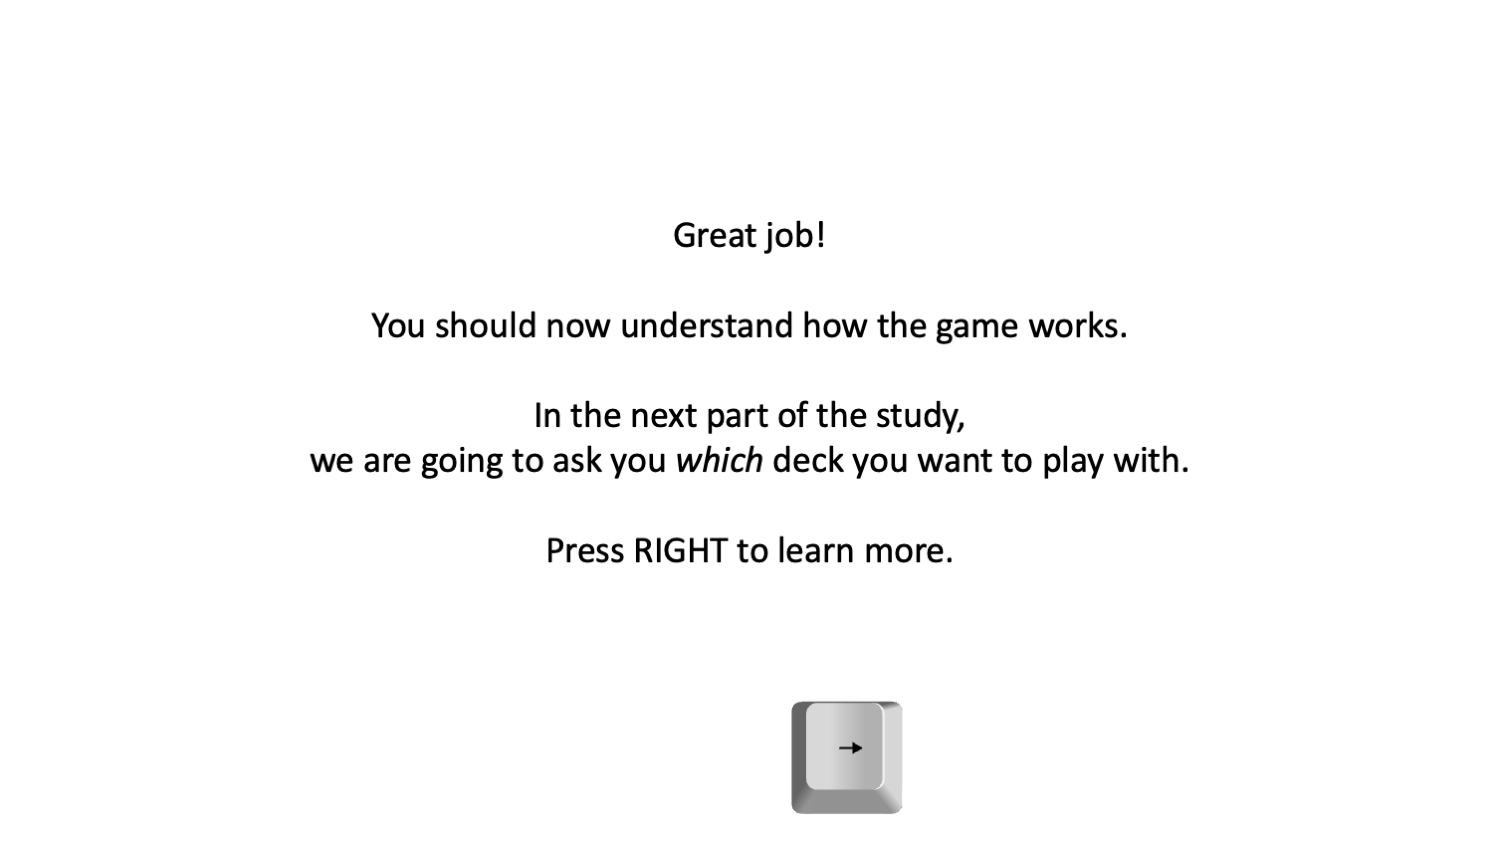 Great job!
You should now understand how the game works.
In the next part of the study,
we are going to ask you which deck you want to play with.
Press RIGHT to learn more.